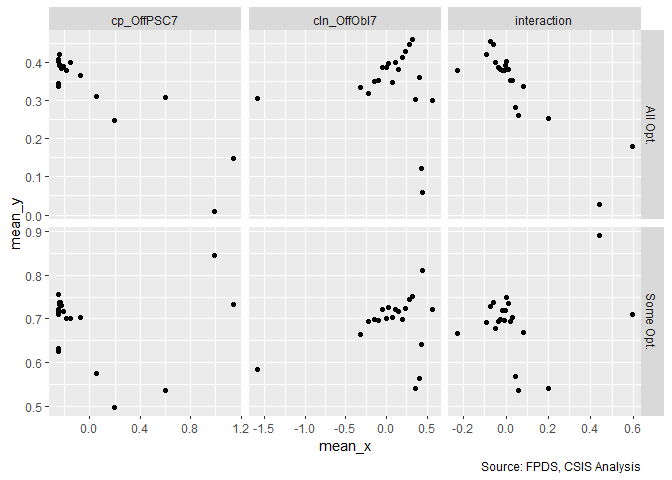 cp_OffPSC7 cln_OffObl7 interaction
0.4
0.3
0.2
0.1
0.0
All Opt.
mean_y
0.9
0.8
0.7
0.6
0.5
Some Opt.
0.0 0.4 0.8 1.2 -1.5 -1.0 -0.5 0.0 0.5 -0.2 0.0 0.2 0.4 0.6
mean_x
Source: FPDS, CSIS Analysis